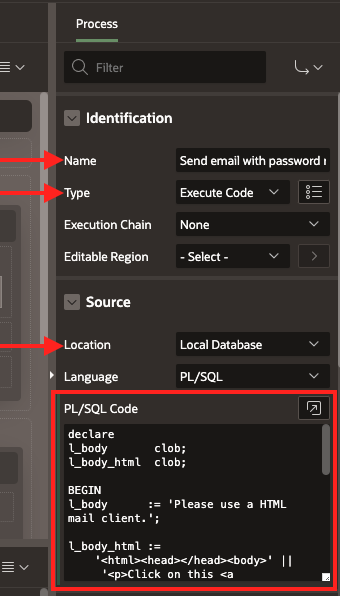 Process
Filter
Identification
Name Send email with password
Type Execute Code
Execution Chain None
Editable Region - Select -
Source
Location Local Database
Language PL/SQL
PL/SQL Code
declare
l_body clob;
l_body_html clob;
BEGIN
l_body := 'Please use a HTML
mail client.';
l_body_html :=
'<html><head></head><body>' ||
'<p>Click on this <a